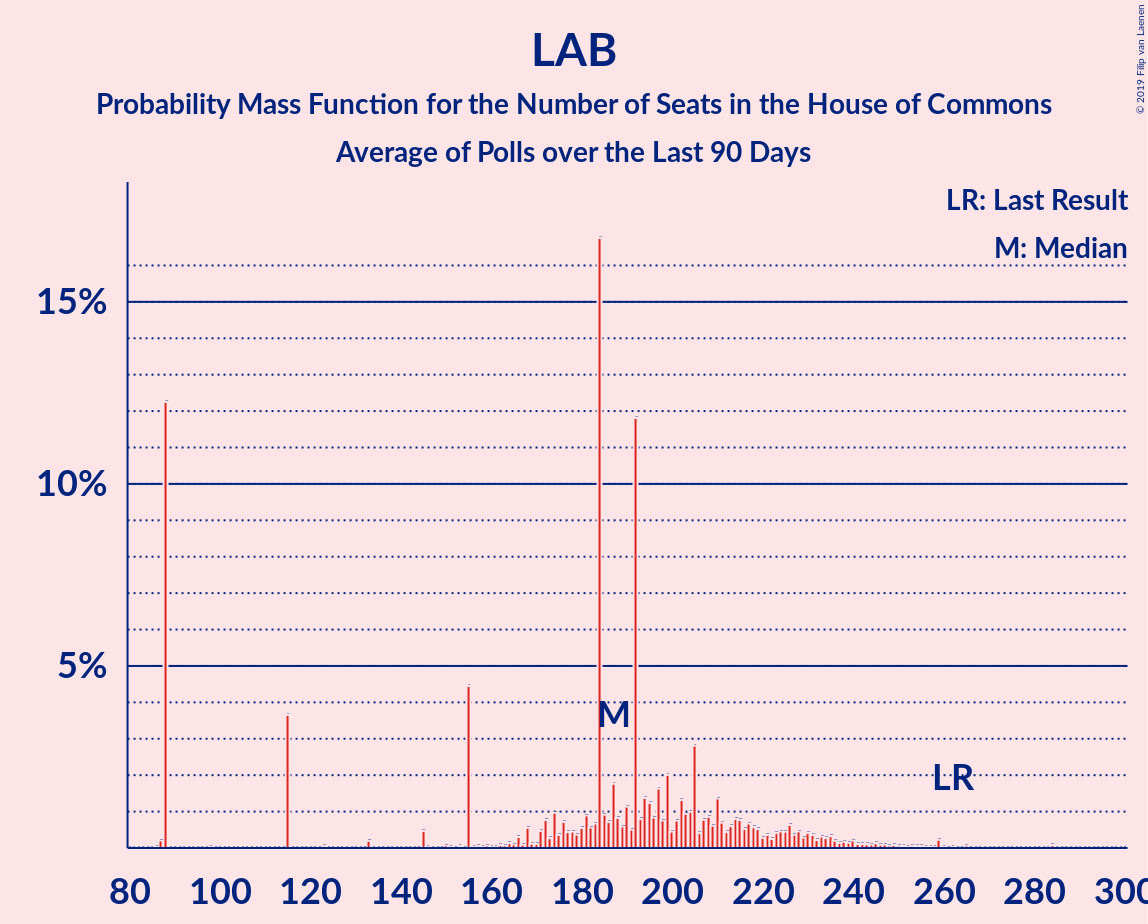 LAB
Probability Mass Function for the Number of Seats in the House of Commons
Average of Polls over the Last 90 Days
© 2019 Filip van Laenen
LR: Last Result
M: Median
15%
10%
5%
M
LR
80 100 120 140 160 180 200 220 240 260 280 300